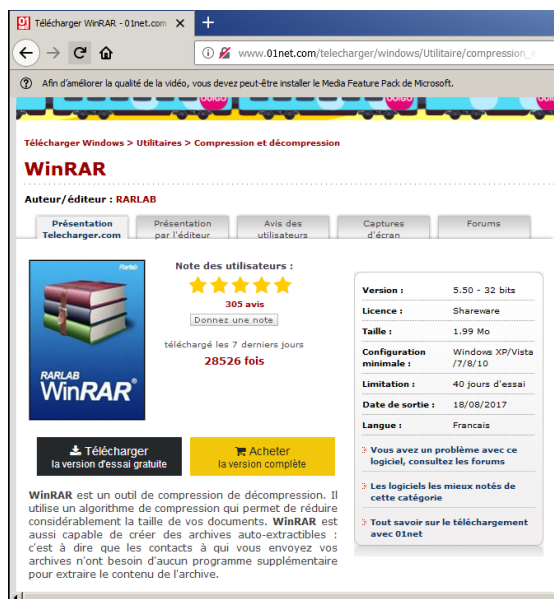 Télécharger WinRAR - 01net.com
www.01net.com/telecharger/windows/Utilitaire/compression_
Afin d'améliorer la qualité de la vidéo, vous devez peut-être installer le Media Feature Pack de Microsoft.
Télécharger Windows > Utilitaires > Compression et décompression
WinRAR
Auteur/éditeur : RARLAB
Présentation Telecharger.com
Présentation par l'éditeur
Avis des utilisateurs
Captures d'écran
Forums
RARLAB
WinRAR®
Note des utilisateurs :
305 avis
Donnez une note
téléchargé les 7 derniers jours
28526 fois
Télécharger
la version d'essai gratuite
Acheter
la version complète
Version : 5.50 - 32 bits
Licence : Shareware
Taille : 1.99 Mo
Configuration minimale : Windows XP/Vista /7/8/10
Limitation : 40 jours d'essai
Date de sortie : 18/08/2017
Langue : Francais
Vous avez un problème avec ce
logiciel, consultez les forums
Les logiciels les mieux notés de
cette catégorie
Tout savoir sur le téléchargement
avec 01net
WinRAR est un outil de compression de décompression. Il
utilise un algorithme de compression qui permet de réduire
considérablement la taille de vos documents. WinRAR est
aussi capable de créer des archives auto-extractibles :
c'est à dire que les contacts à qui vous envoyez vos
archives n'ont besoin d'aucun programme supplémentaire
pour extraire le contenu de l'archive.